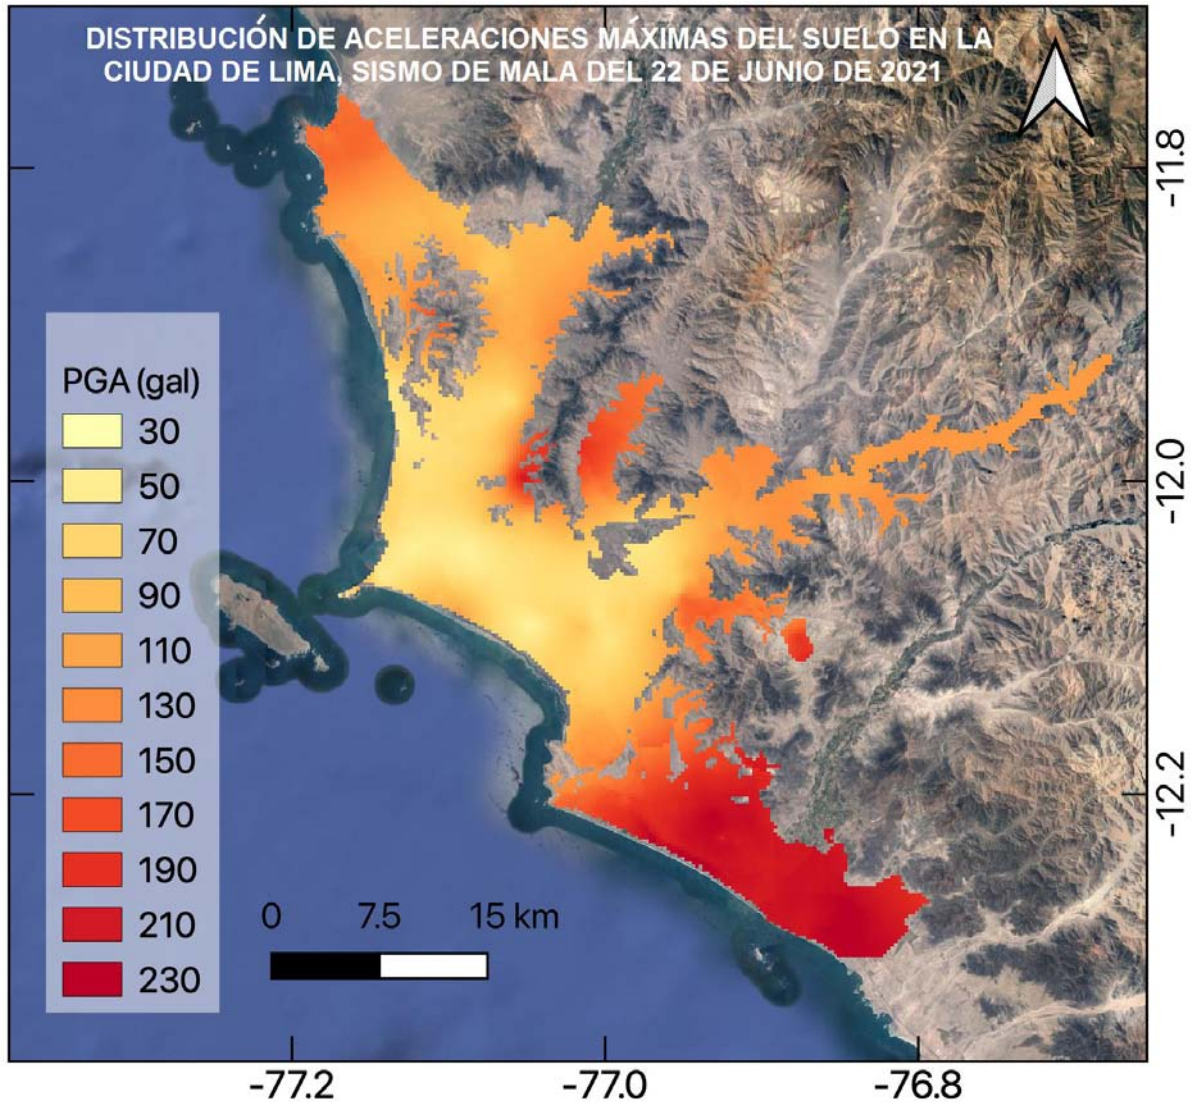 DISTRIBUCIÓN DE ACELERACIONES MÁXIMAS DEL SUELO EN LA
CIUDAD DE LIMA, SISMO DE MALA DEL 22 DE JUNIO DE 2021
-11.8
-12.0
-12.2
PGA (gal)
30
50
70
90
110
130
150
170
190
210
230
0 7.5 15 km
-77.2 -77.0 -76.8